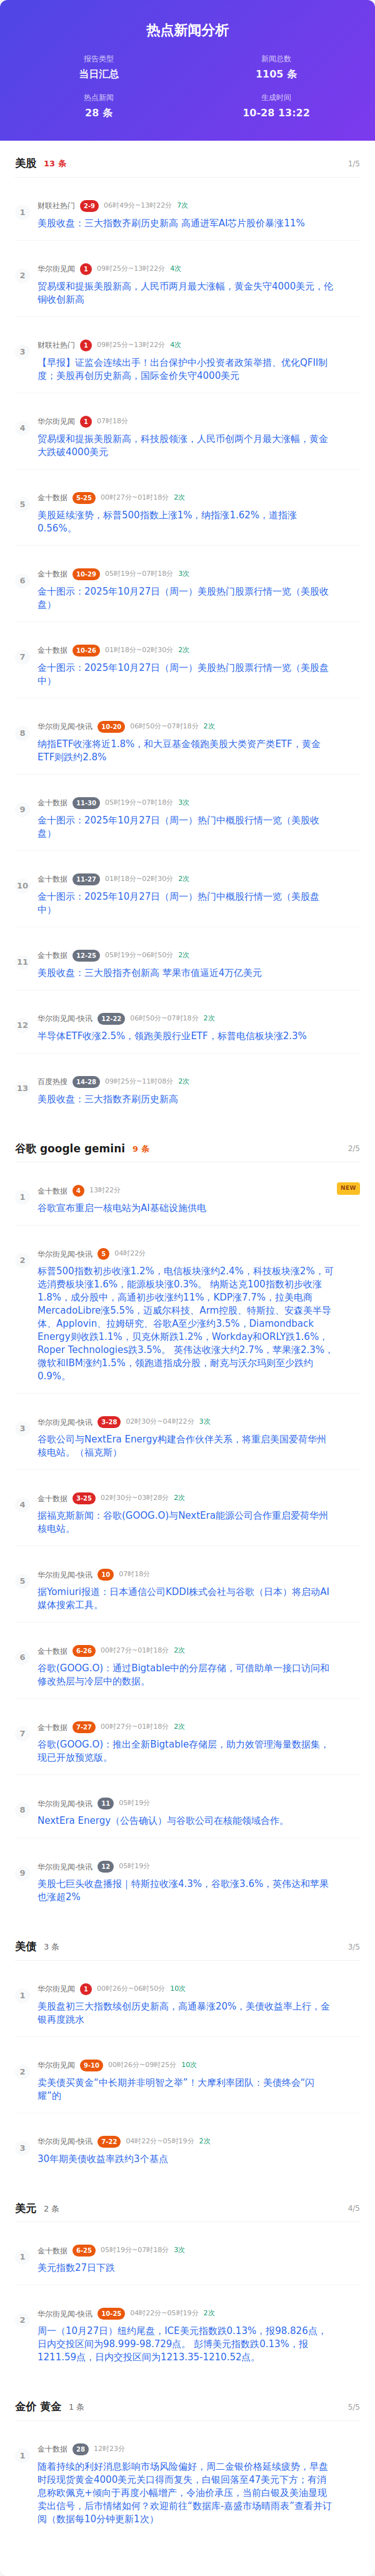 热点新闻分析
报告类型
当日汇总
新闻总数
1105 条
热点新闻
28 条
生成时间
10-28 13:22
美股 13 条 1/5
1
财联社热门 2-9 06时49分~13时22分 7次
美股收盘：三大指数齐刷历史新高 高通进军AI芯片股价暴涨11%
2
华尔街见闻 1 09时25分~13时22分 4次
贸易缓和提振美股新高，人民币两月最大涨幅，黄金失守4000美元，伦
铜收创新高
3
财联社热门 1 09时25分~13时22分 4次
【早报】证监会连续出手！出台保护中小投资者政策举措、优化QFII制
度；美股再创历史新高，国际金价失守4000美元
4
华尔街见闻 1 07时18分
贸易缓和提振美股新高，科技股领涨，人民币创两个月最大涨幅，黄金
大跌破4000美元
5
金十数据 5-25 00时27分~01时18分 2次
美股延续涨势，标普500指数上涨1%，纳指涨1.62%，道指涨
0.56%。
6
金十数据 10-29 05时19分~07时18分 3次
金十图示：2025年10月27日（周一）美股热门股票行情一览（美股收
盘）
7
金十数据 10-26 01时18分~02时30分 2次
金十图示：2025年10月27日（周一）美股热门股票行情一览（美股盘
中）
8
华尔街见闻-快讯 10-20 06时50分~07时18分 2次
纳指ETF收涨将近1.8%，和大豆基金领跑美股大类资产类ETF，黄金
ETF则跌约2.8%
9
金十数据 11-30 05时19分~07时18分 3次
金十图示：2025年10月27日（周一）热门中概股行情一览（美股收
盘）
10
金十数据 11-27 01时18分~02时30分 2次
金十图示：2025年10月27日（周一）热门中概股行情一览（美股盘
中）
11
金十数据 12-25 05时19分~06时50分 2次
美股收盘：三大股指齐创新高 苹果市值逼近4万亿美元
12
华尔街见闻-快讯 12-22 06时50分~07时18分 2次
半导体ETF收涨2.5%，领跑美股行业ETF，标普电信板块涨2.3%
13
百度热搜 14-28 09时25分~11时08分 2次
美股收盘：三大指数齐刷历史新高
谷歌 google gemini 9 条 2/5
1
金十数据 4 13时22分
NEW
谷歌宣布重启一核电站为AI基础设施供电
2
华尔街见闻-快讯 5 04时22分
标普500指数初步收涨1.2%，电信板块涨约2.4%，科技板块涨2%，可
选消费板块涨1.6%，能源板块涨0.3%。 纳斯达克100指数初步收涨
1.8%，成分股中，高通初步收涨约11%，KDP涨7.7%，拉美电商
MercadoLibre涨5.5%，迈威尔科技、Arm控股、特斯拉、安森美半导
体、Applovin、拉姆研究、谷歌A至少涨约3.5%，Diamondback
Energy则收跌1.1%，贝克休斯跌1.2%，Workday和ORLY跌1.6%，
Roper Technologies跌3.5%。 英伟达收涨大约2.7%，苹果涨2.3%，
微软和IBM涨约1.5%，领跑道指成分股，耐克与沃尔玛则至少跌约
0.9%。
3
华尔街见闻-快讯 3-28 02时30分~04时22分 3次
谷歌公司与NextEra Energy构建合作伙伴关系，将重启美国爱荷华州
核电站。（福克斯）
4
金十数据 3-25 02时30分~03时28分 2次
据福克斯新闻：谷歌(GOOG.O)与NextEra能源公司合作重启爱荷华州
核电站。
5
华尔街见闻-快讯 10 07时18分
据Yomiuri报道：日本通信公司KDDI株式会社与谷歌（日本）将启动AI
媒体搜索工具。
6
金十数据 6-26 00时27分~01时18分 2次
谷歌(GOOG.O)：通过Bigtable中的分层存储，可借助单一接口访问和
修改热层与冷层中的数据。
7
金十数据 7-27 00时27分~01时18分 2次
谷歌(GOOG.O)：推出全新Bigtable存储层，助力效管理海量数据集，
现已开放预览版。
8
华尔街见闻-快讯 11 05时19分
NextEra Energy（公告确认）与谷歌公司在核能领域合作。
9
华尔街见闻-快讯 12 05时19分
美股七巨头收盘播报｜特斯拉收涨4.3%，谷歌涨3.6%，英伟达和苹果
也涨超2%
美债 3 条 3/5
1
华尔街见闻 1 00时26分~06时50分 10次
美股盘初三大指数续创历史新高，高通暴涨20%，美债收益率上行，金
银再度跳水
2
华尔街见闻 9-10 00时26分~09时25分 10次
卖美债买黄金“中长期并非明智之举”！大摩利率团队：美债终会“闪
耀”的
3
华尔街见闻-快讯 7-22 04时22分~05时19分 2次
30年期美债收益率跌约3个基点
美元 2 条 4/5
1
金十数据 6-25 05时19分~07时18分 3次
美元指数27日下跌
2
华尔街见闻-快讯 10-25 04时22分~05时19分 2次
周一（10月27日）纽约尾盘，ICE美元指数跌0.13%，报98.826点，
日内交投区间为98.999-98.729点。 彭博美元指数跌0.13%，报
1211.59点，日内交投区间为1213.35-1210.52点。
金价 黄金 1 条 5/5
1
金十数据 28 12时23分
随着持续的利好消息影响市场风险偏好，周二金银价格延续疲势，早盘
时段现货黄金4000美元关口得而复失，白银回落至47美元下方；有消
息称欧佩克+倾向于再度小幅增产，令油价承压，当前白银及美油显现
卖出信号，后市情绪如何？欢迎前往“数据库-嘉盛市场晴雨表”查看并订
阅（数据每10分钟更新1次）